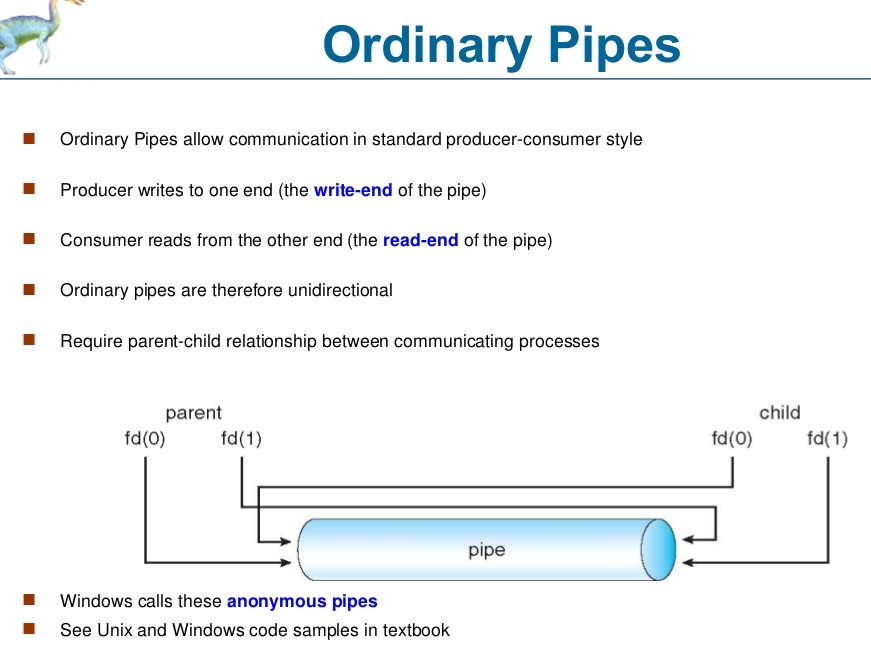 Ordinary Pipes
Ordinary Pipes allow communication in standard producer-consumer style
Producer writes to one end (the write-end of the pipe)
Consumer reads from the other end (the read-end of the pipe)
Ordinary pipes are therefore unidirectional
Require parent-child relationship between communicating processes
parent child
fd(0) fd(1) fd(0) fd(1)
pipe
Windows calls these anonymous pipes
See Unix and Windows code samples in textbook